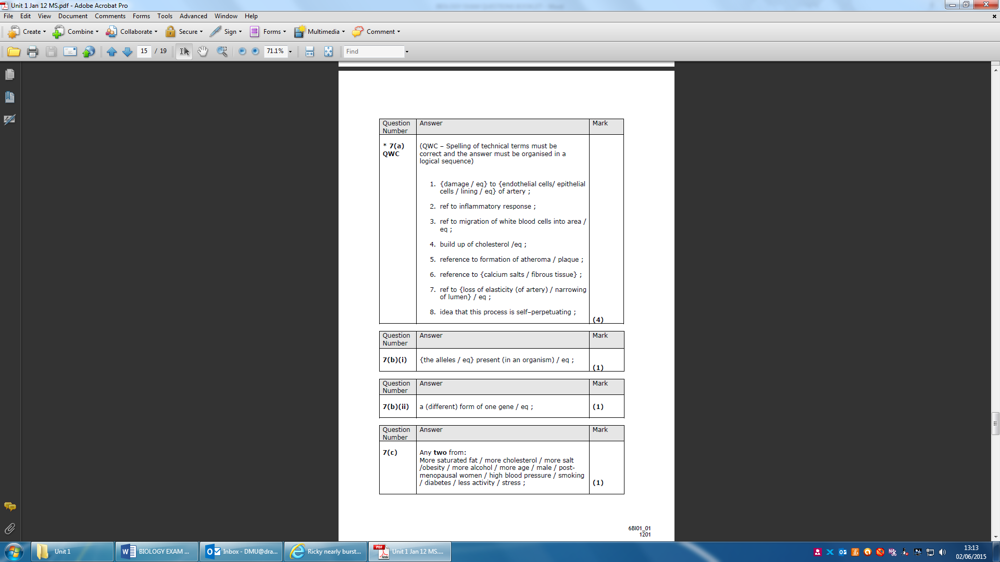 Unit 1 Jan 12 MS.pdf - Adobe Acrobat Pro
File Edit View Document Comments Forms Tools Advanced Window Help
Create Combine Collaborate Secure Sign Forms Multimedia Comment
15 / 19 71.1% Find
Question Number Answer Mark
* 7(a) QWC
(QWC – Spelling of technical terms must be
correct and the answer must be organised in a
logical sequence)
1. {damage / eq} to {endothelial cells/ epithelial
cells / lining / eq} of artery ;
2. ref to inflammatory response ;
3. ref to migration of white blood cells into area /
eq ;
4. build up of cholesterol /eq ;
5. reference to formation of atheroma / plaque ;
6. reference to {calcium salts / fibrous tissue} ;
7. ref to {loss of elasticity (of artery) / narrowing
of lumen} / eq ;
8. idea that this process is self–perpetuating ;
(4)
Question Number Answer Mark
7(b)(i) {the alleles / eq} present (in an organism) / eq ;
(1)
Question Number Answer Mark
7(b)(ii) a (different) form of one gene / eq ; (1)
Question Number Answer Mark
7(c) Any two from:
More saturated fat / more cholesterol / more salt
/obesity / more alcohol / more age / male / post-
menopausal women / high blood pressure / smoking
/ diabetes / less activity / stress ; (1)
6BI01_01
1201
Unit 1 BIOLOGY EXAM ... Inbox - DMU@dra... Ricky nearly burst... Unit 1 Jan 12 MS....
13:13
02/06/2015